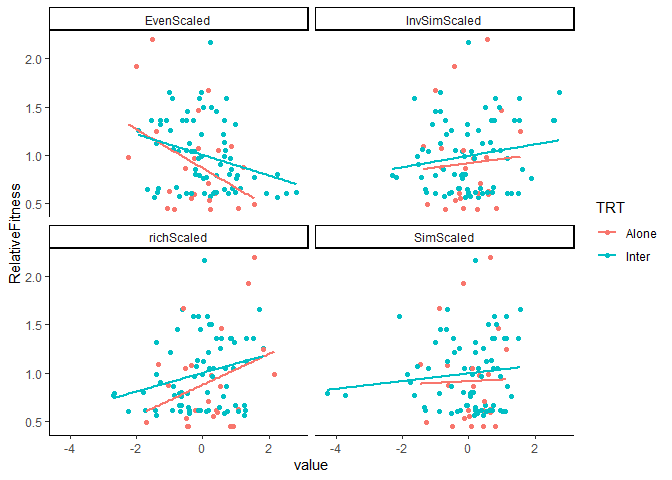 EvenScaled InvSimScaled
2.0
1.5
1.0
0.5
richScaled SimScaled
2.0
1.5
1.0
0.5
-4 -2 0 2 -4 -2 0 2
value
RelativeFitness
TRT
Alone
Inter